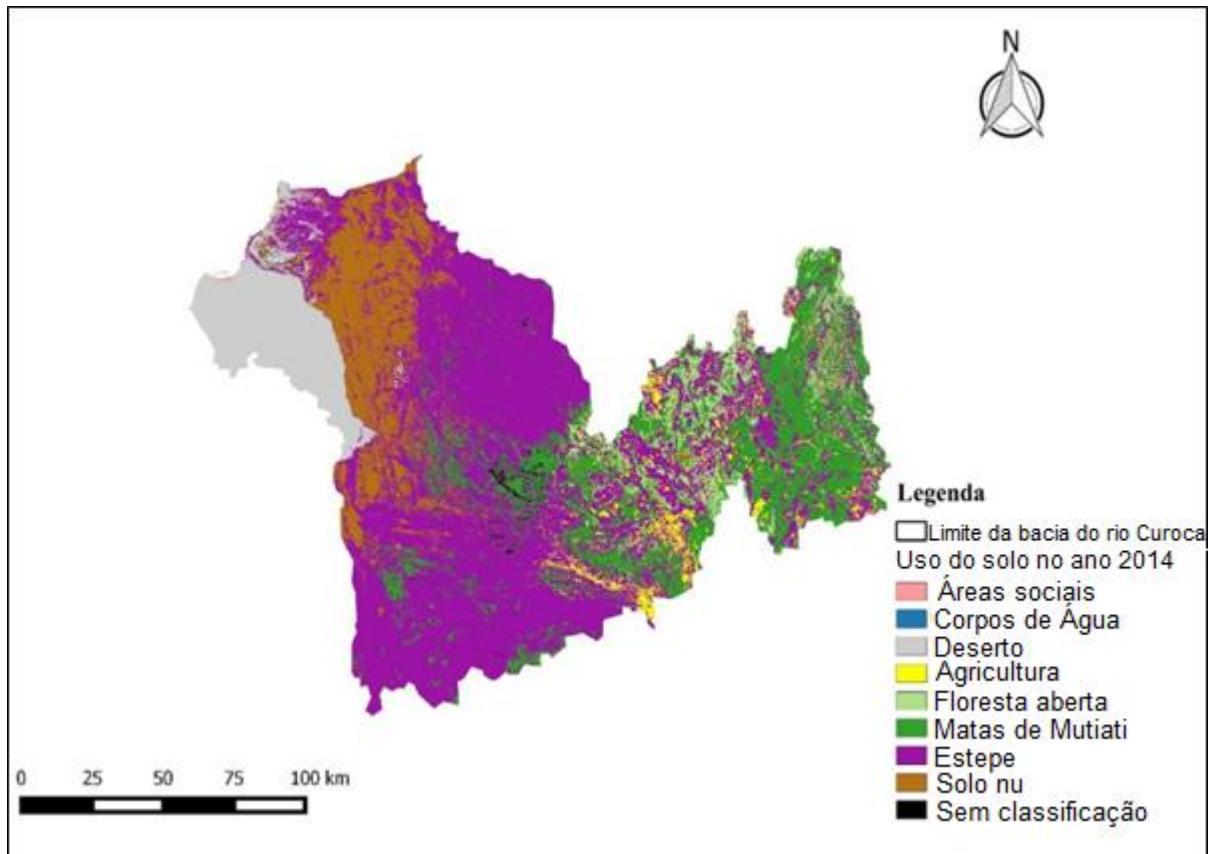 N
Legenda
Limite da bacia do rio Curoca
Uso do solo no ano 2014
Áreas sociais
Corpos de Água
Deserto
Agricultura
Floresta aberta
Matas de Mutiati
Estepe
Solo nu
Sem classificação
0 25 50 75 100 km